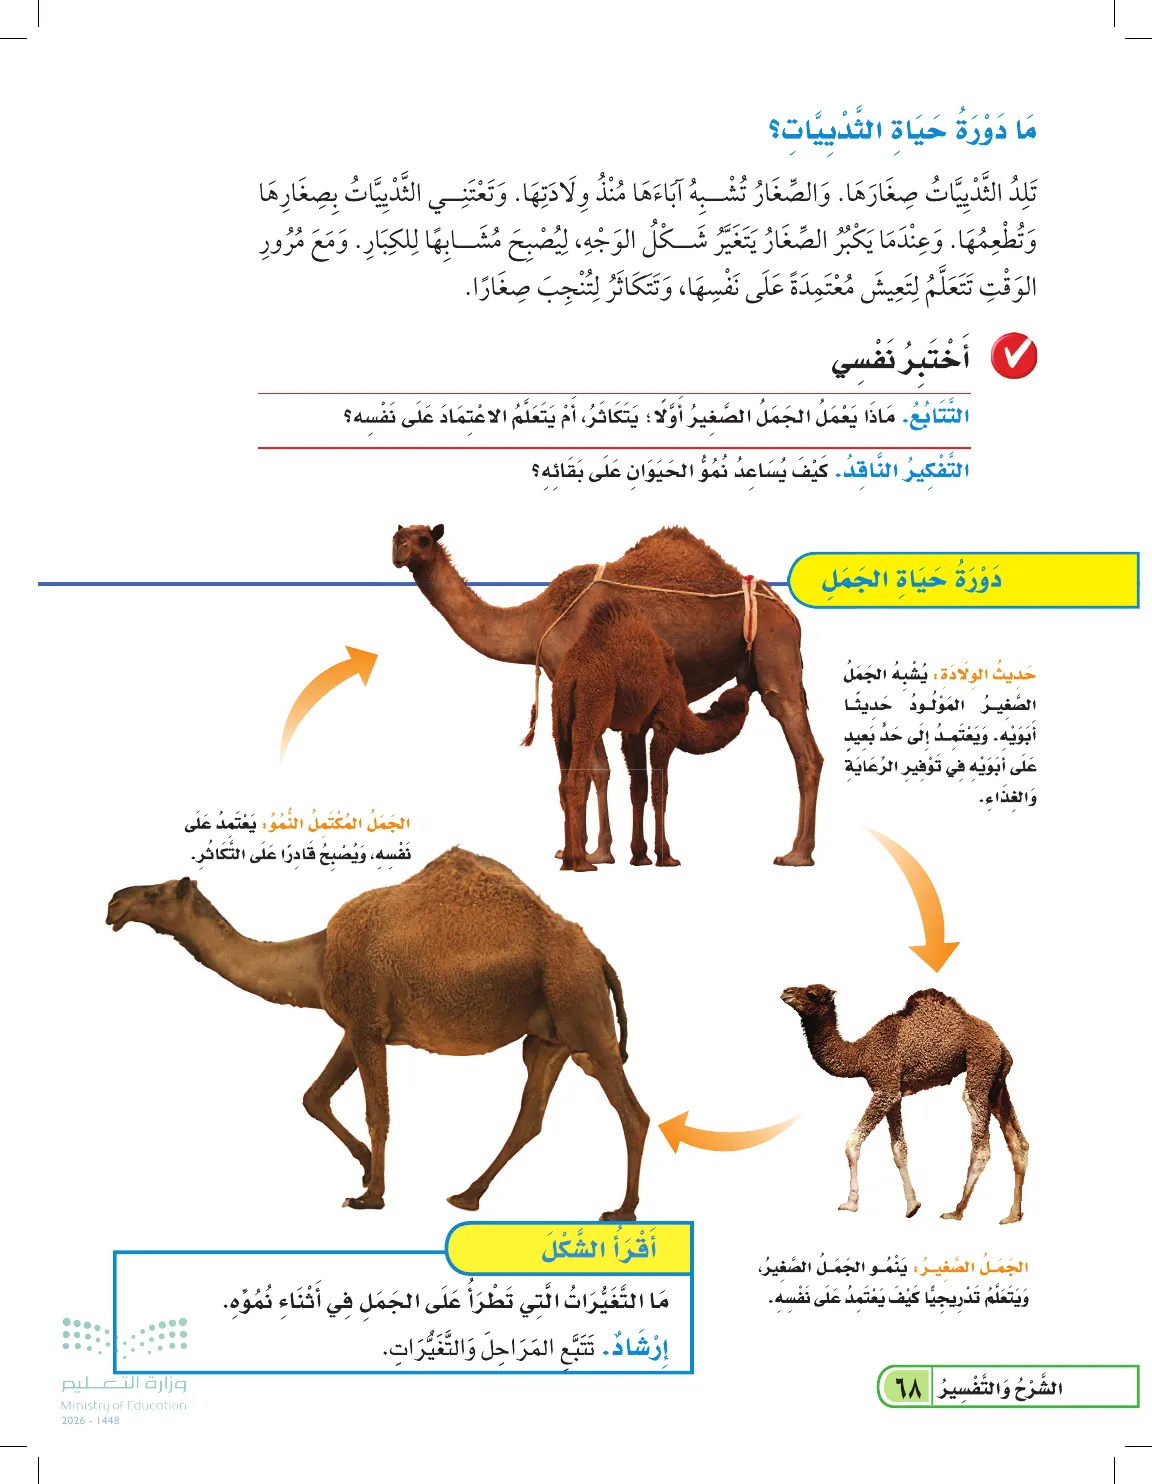 مَا دَوْرَةُ حَيَاةِ الثَّدْيِيَّاتِ؟
تَلِدُ الثَّدْيِيَّاتُ صِغَارَهَا. وَالصِّغَارُ تُشْبِهُ آبَاءَهَا مُنْذُ وِلَادَتِهَا. وَتَعْتَنِي الثَّدْيِيَّاتُ بِصِغَارِهَا
وَتُطْعِمُهَا. وَعِنْدَمَا يَكْبُرُ الصِّغَارُ يَتَغَيَّرُ شَكْلُ الوَجْهِ، لِيُصْبِحَ مُشَابِهًا لِلكِبَارِ. وَمَعَ مُرُورِ
الوَقْتِ تَتَعَلَّمُ لِتَعِيشَ مُعْتَمِدَةً عَلَى نَفْسِهَا، وَتَتَكَاثَرُ لِتُنْجِبَ صِغَارًا.
أَخْتَبِرُ نَفْسِي
التَّتَابُعُ. مَاذَا يَعْمَلُ الجَمَلُ الصَّغِيرُ أَوَّلًا؛ يَتَكَاثَرُ، أَمْ يَتَعَلَّمُ الاعْتِمَادَ عَلَى نَفْسِهِ؟
التَّفْكِيرُ النَّاقِدُ. كَيْفَ يُسَاعِدُ نُمُوُّ الحَيَوَانِ عَلَى بَقَائِهِ؟
دَوْرَةُ حَيَاةِ الجَمَلِ
حَدِيثُ الوِلَادَةِ: يُشْبِهُ الجَمَلُ
الصَّغِيرُ المَوْلُودُ حَدِيثًا
أَبَوَيْهِ. وَيَعْتَمِدُ إِلَى حَدٍّ بَعِيدٍ
عَلَى أَبَوَيْهِ فِي تَوْفِيرِ الرِّعَايَةِ
وَالغِذَاءِ.
الجَمَلُ المُكْتَمِلُ النُّمُوُّ: يَعْتَمِدُ عَلَى
نَفْسِهِ، وَيُصْبِحُ قَادِرًا عَلَى التَّكَاثُرِ.
الجَمَلُ الصَّغِيرُ: يَنْمُو الجَمَلُ الصَّغِيرُ،
وَيَتَعَلَّمُ تَدْرِيجِيًّا كَيْفَ يَعْتَمِدُ عَلَى نَفْسِهِ.
أَقْرَأُ الشَّكْلَ
مَا التَّغَيُّرَاتُ الَّتِي تَطْرَأُ عَلَى الجَمَلِ فِي أَثْنَاءِ نُمُوِّهِ.
إِرْشَادٌ. تَتَبَّعِ المَرَاحِلَ وَالتَّغَيُّرَاتِ.
وزارة التعليم
Ministry of Education
2026 - 1448
الشَّرْحُ وَالتَّفْسِيرُ ٦٨